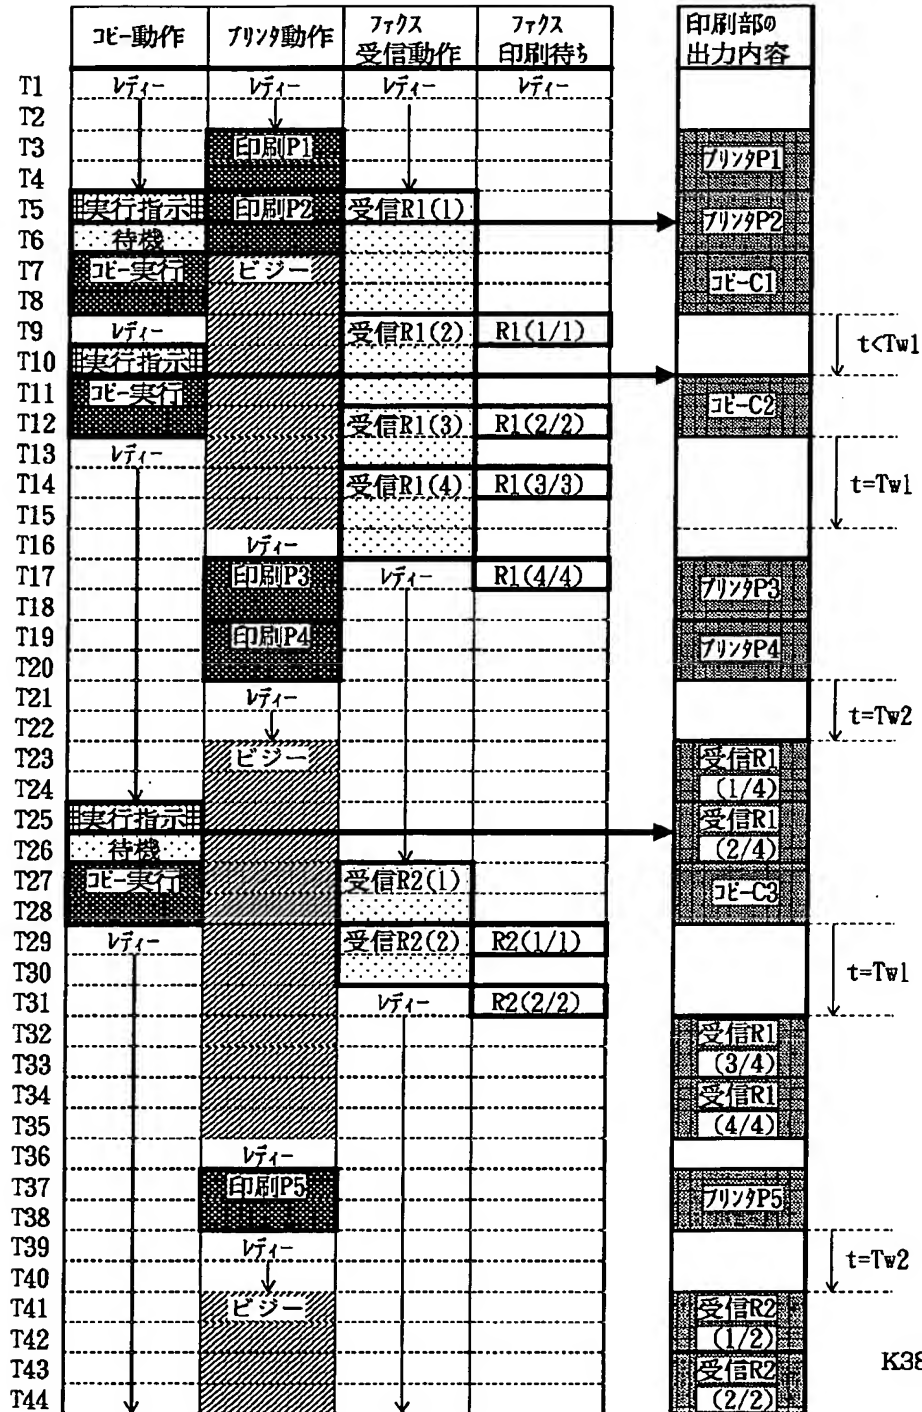 コピー動作 プリンタ動作 ファクス 受信動作 ファクス 印刷待ち 印刷部の 出力内容
T1 レディー レディー レディー レディー
T2
T3 印刷P1 プリンタP1
T4
T5 実行指示 印刷P2 受信R1(1) プリンタP2
T6 待機
T7 コピー実行 ビジー コピーC1
T8
T9 レディー 受信R1(2) R1(1/1) t<Tw1
T10 実行指示
T11 コピー実行 コピーC2
T12 受信R1(3) R1(2/2)
T13 レディー
T14 受信R1(4) R1(3/3) t=Tw1
T15
T16 レディー
T17 印刷P3 レディー R1(4/4) プリンタP3
T18
T19 印刷P4 プリンタP4
T20
T21 レディー t=Tw2
T22
T23 ビジー 受信R1
T24 (1/4)
T25 実行指示 受信R1
T26 待機 (2/4)
T27 コピー実行 受信R2(1) コピーC3
T28
T29 レディー 受信R2(2) R2(1/1) t=Tw1
T30
T31 レディー R2(2/2)
T32 受信R1
T33 (3/4)
T34 受信R1
T35 (4/4)
T36 レディー
T37 印刷P5 プリンタP5
T38
T39 レディー t=Tw2
T40
T41 ビジー 受信R2
T42 (1/2)
T43 受信R2 K38
T44 (2/2)